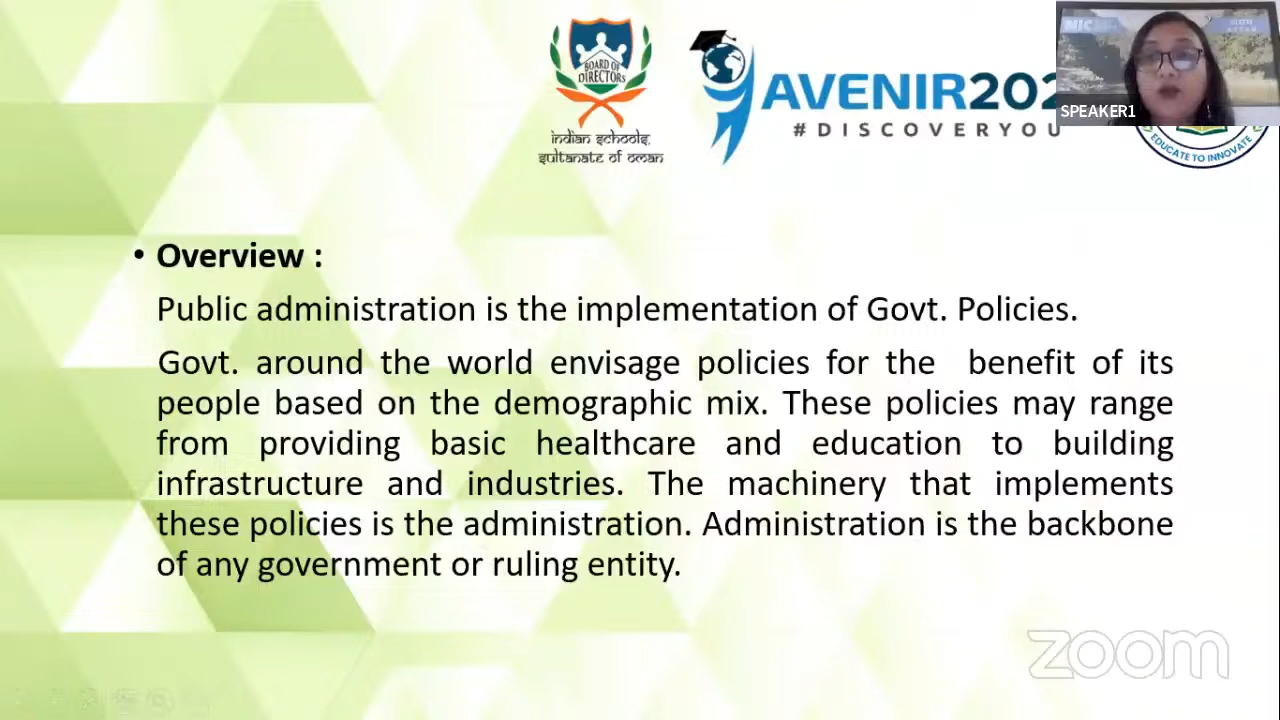 BOARD OF
DIRECTORS
indian schools,
sultanate of oman
AVENIR202
#DISCOVERYOU
SPEAKER1
EDUCATE TO INNOVATE
• Overview :
Public administration is the implementation of Govt. Policies.
Govt. around the world envisage policies for the benefit of its
people based on the demographic mix. These policies may range
from providing basic healthcare and education to building
infrastructure and industries. The machinery that implements
these policies is the administration. Administration is the backbone
of any government or ruling entity.
zoom